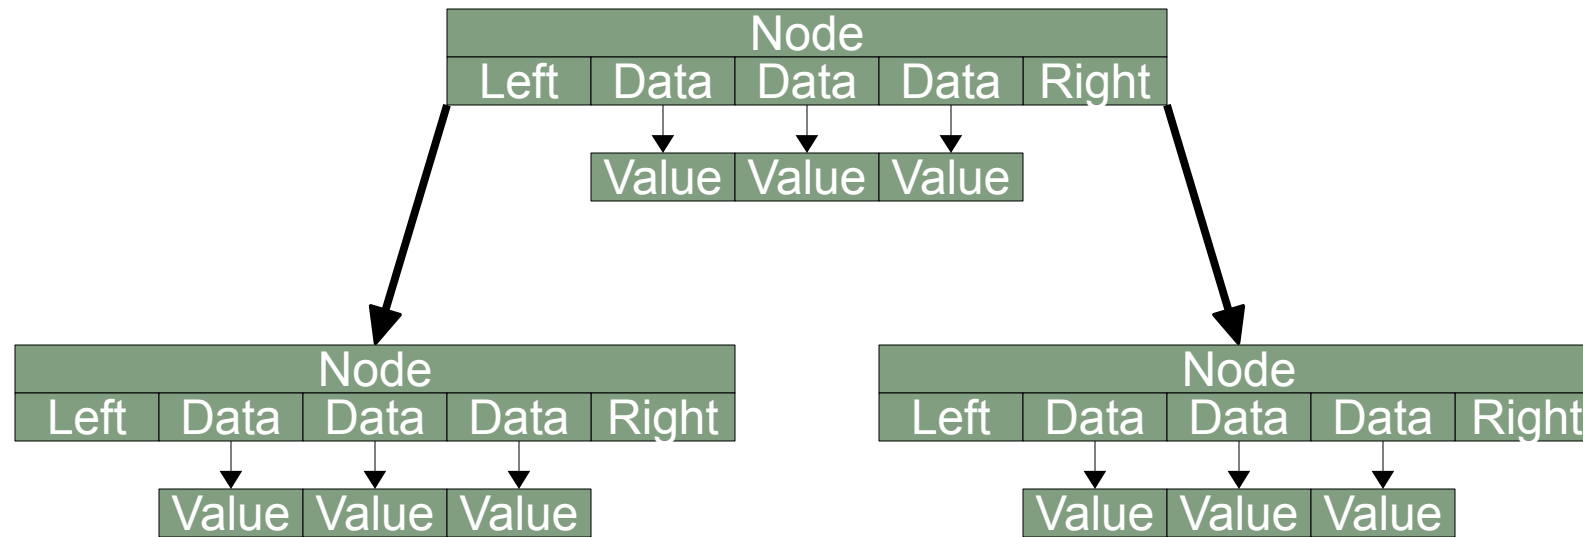 Node
Left Data Data Data Right
Value Value Value
Node Node
Left Data Data Data Right Left Data Data Data Right
Value Value Value Value Value Value